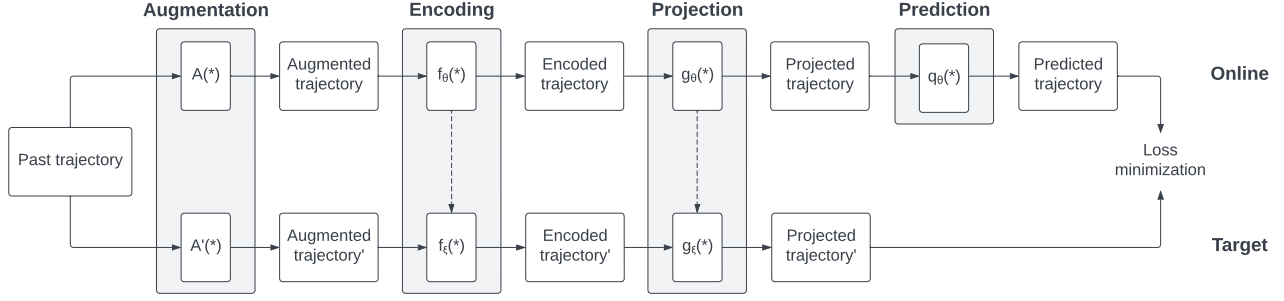 Augmentation
Encoding
Projection
Prediction
A(*)
Augmented
trajectory
fθ(*)
Encoded
trajectory
gθ(*)
Projected
trajectory
qθ(*)
Predicted
trajectory
Online
Past trajectory
Loss
minimization
A'(*)
Augmented
trajectory'
fξ(*)
Encoded
trajectory'
gξ(*)
Projected
trajectory'
Target